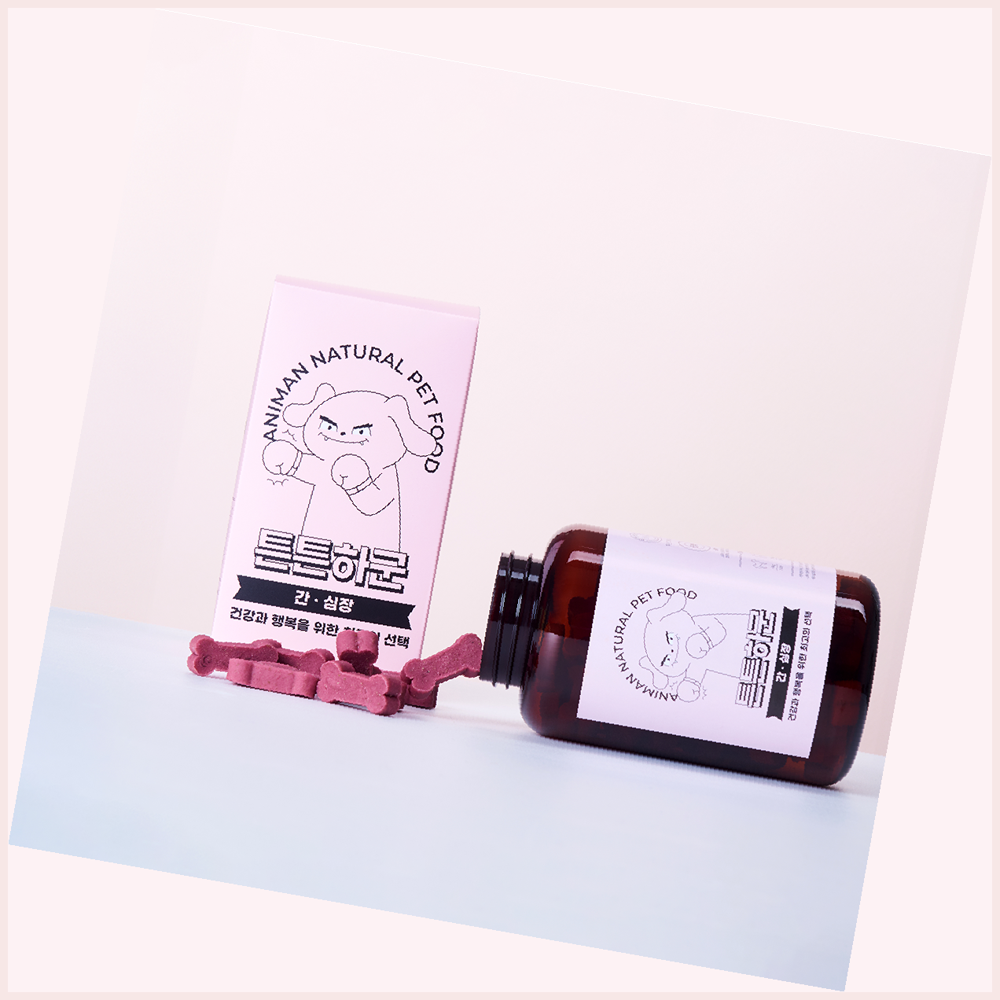 ANIMAN NATURAL PET FOOD
튼튼하군
간 · 심장
건강과 행복을 위한 선택
ANIMAN NATURAL PET FOOD
튼튼하군
간 · 심장
건강과 행복을 위한 최고의 선택